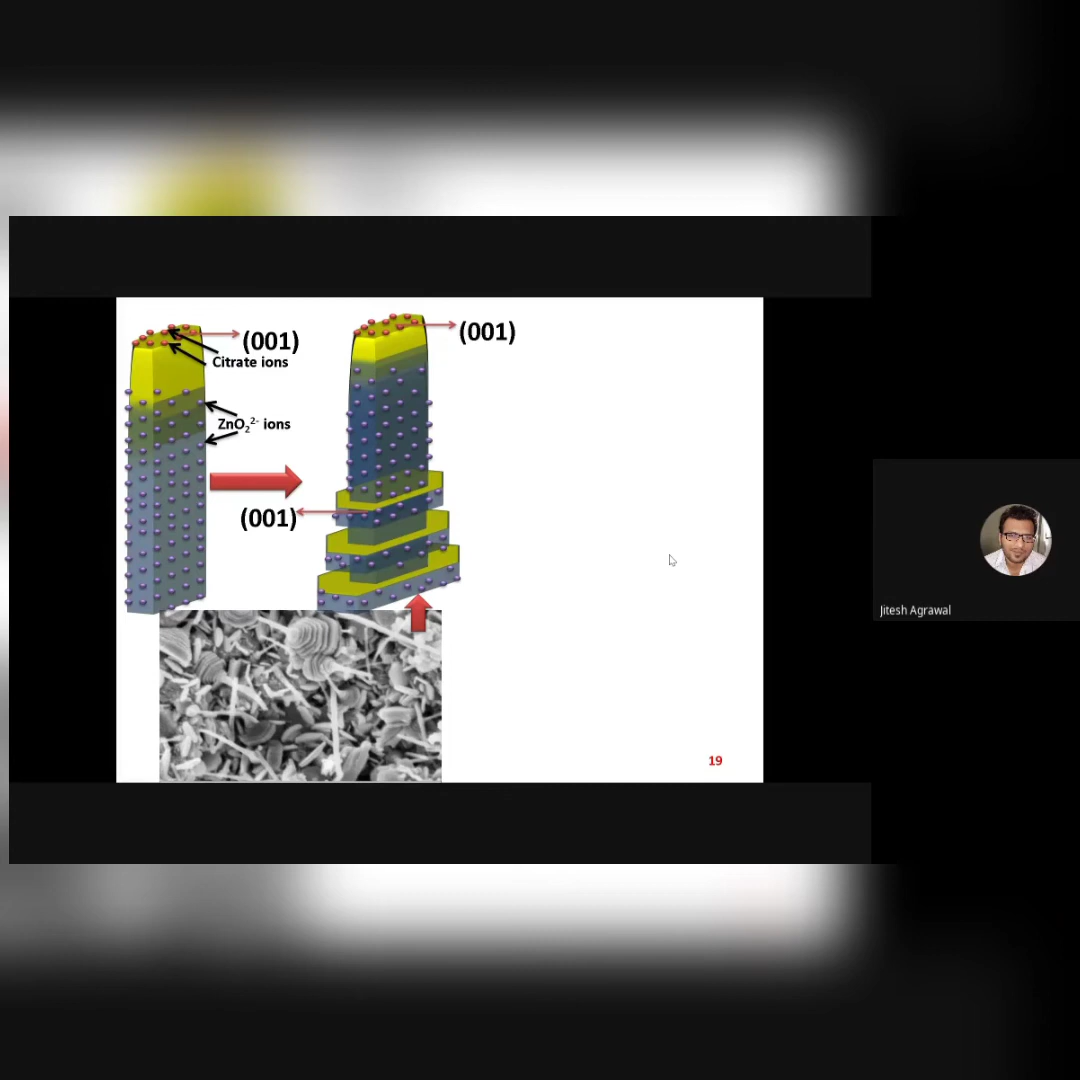 (001)
Citrate ions
ZnO₂²⁻ ions
(001)
(001)
19
Jitesh Agrawal